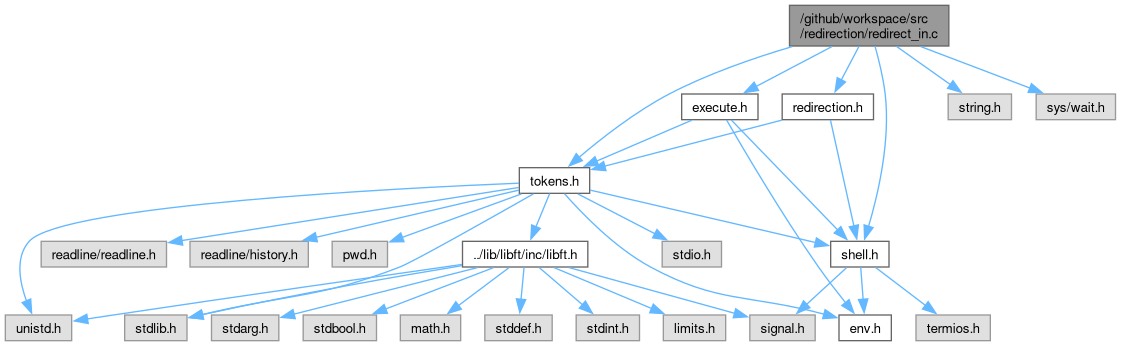 /github/workspace/src
/redirection/redirect_in.c
execute.h
redirection.h
string.h
sys/wait.h
tokens.h
readline/readline.h
readline/history.h
pwd.h
../lib/libft/inc/libft.h
stdio.h
shell.h
unistd.h
stdlib.h
stdarg.h
stdbool.h
math.h
stddef.h
stdint.h
limits.h
signal.h
env.h
termios.h